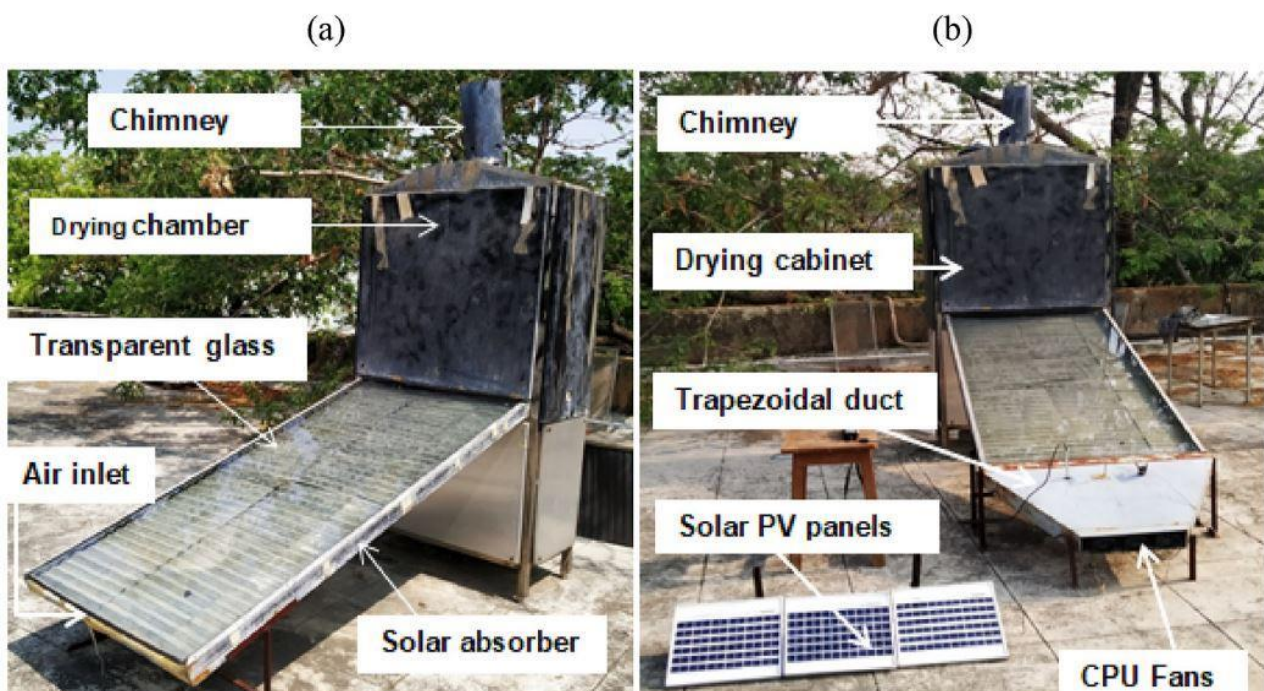 (a)
Chimney
Drying chamber
Transparent glass
Air inlet
Solar absorber
(b)
Chimney
Drying cabinet
Trapezoidal duct
Solar PV panels
CPU Fans